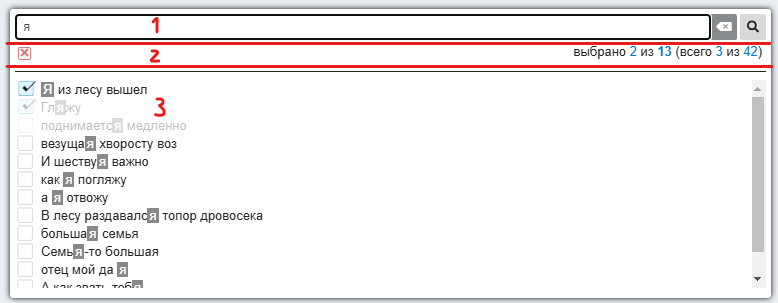 я 1
2 выбрано 2 из 13 (всего 3 из 42)
Я из лесу вышел
Гляжу 3
поднимается медленно
везущая хворосту воз
И шествуя важно
как я погляжу
а я отвожу
В лесу раздавался топор дровосека
большая семья
Семья-то большая
отец мой да я
А как звать тебя